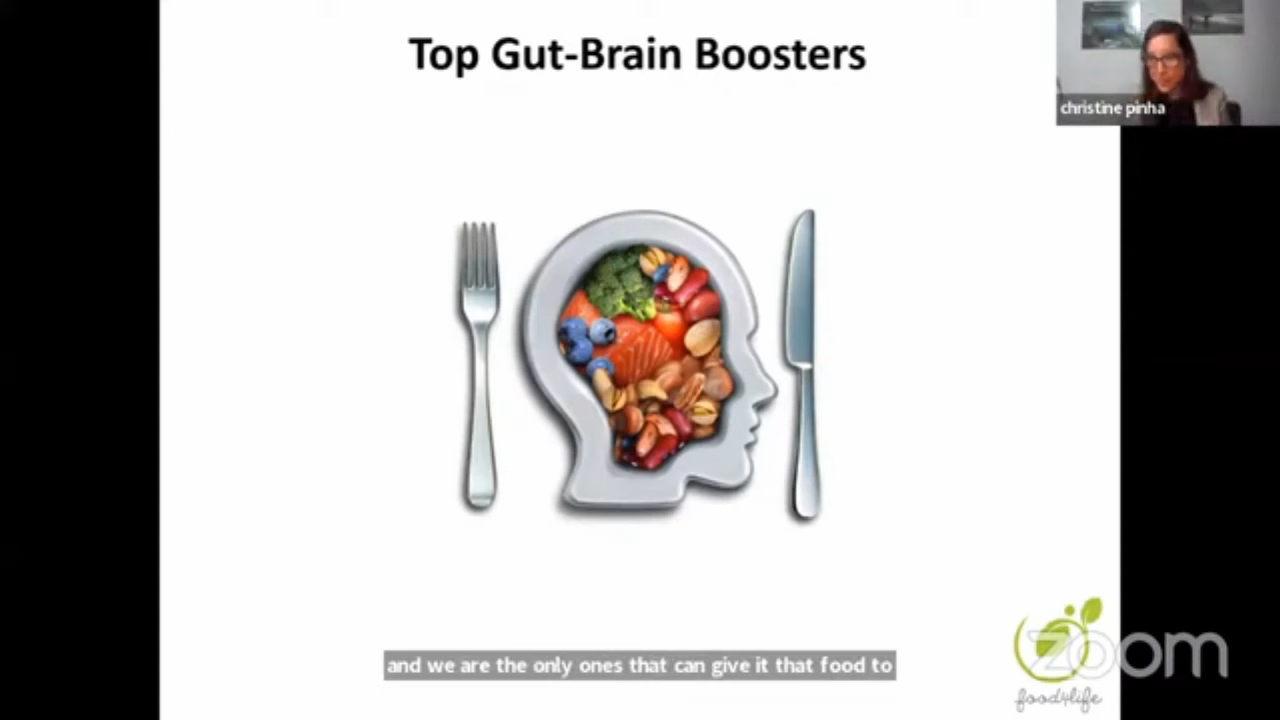 Top Gut-Brain Boosters
christine pinha
and we are the only ones that can give it that food to
zoom
food4life